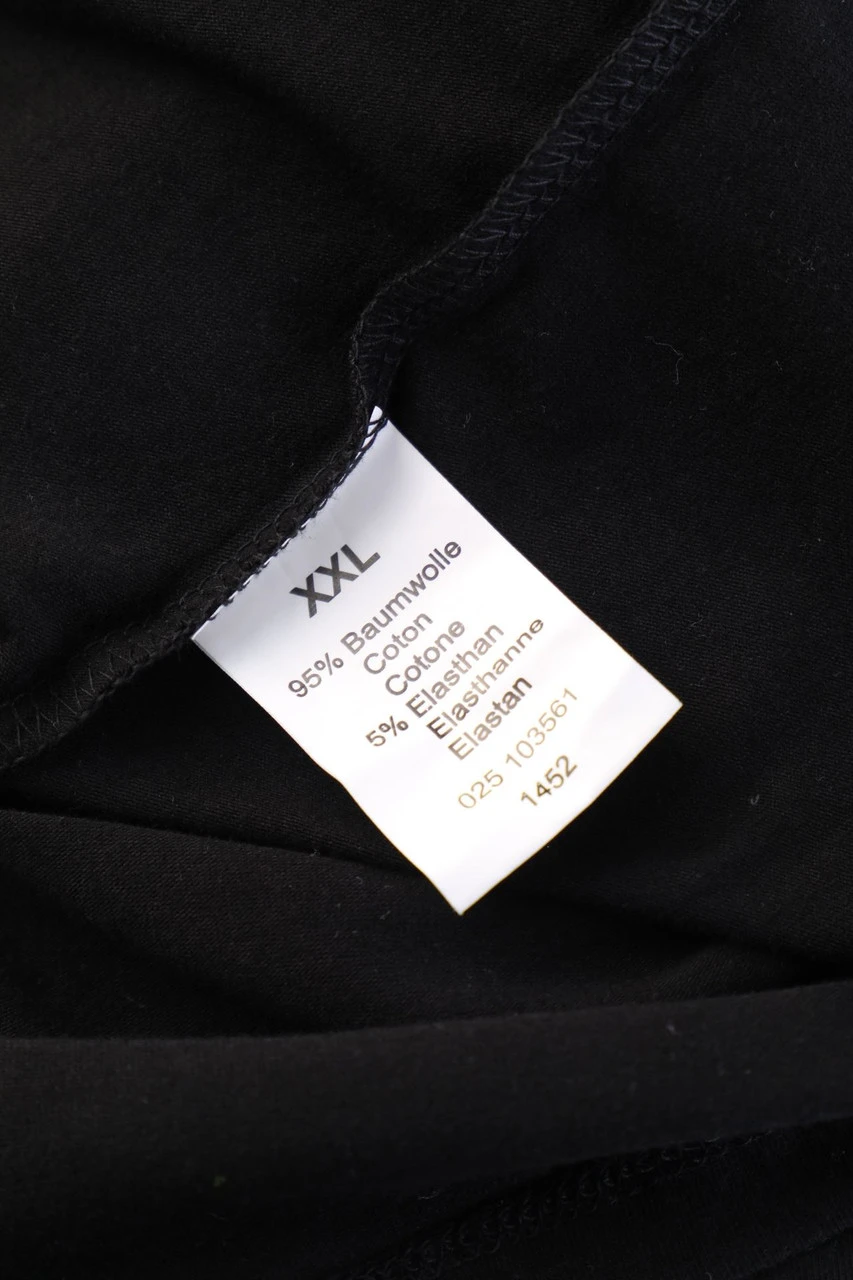 XXL
95% Baumwolle
Coton
Cotone
5% Elasthan
Elasthanne
Elastan
025 103561
1452